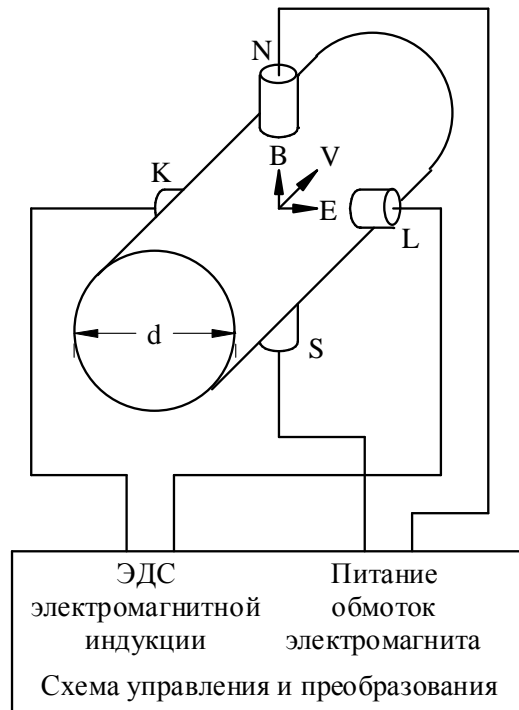 N
B
V
K
E
L
d
S
ЭДС
электромагнитной
индукции
Питание
обмоток
электромагнита
Схема управления и преобразования